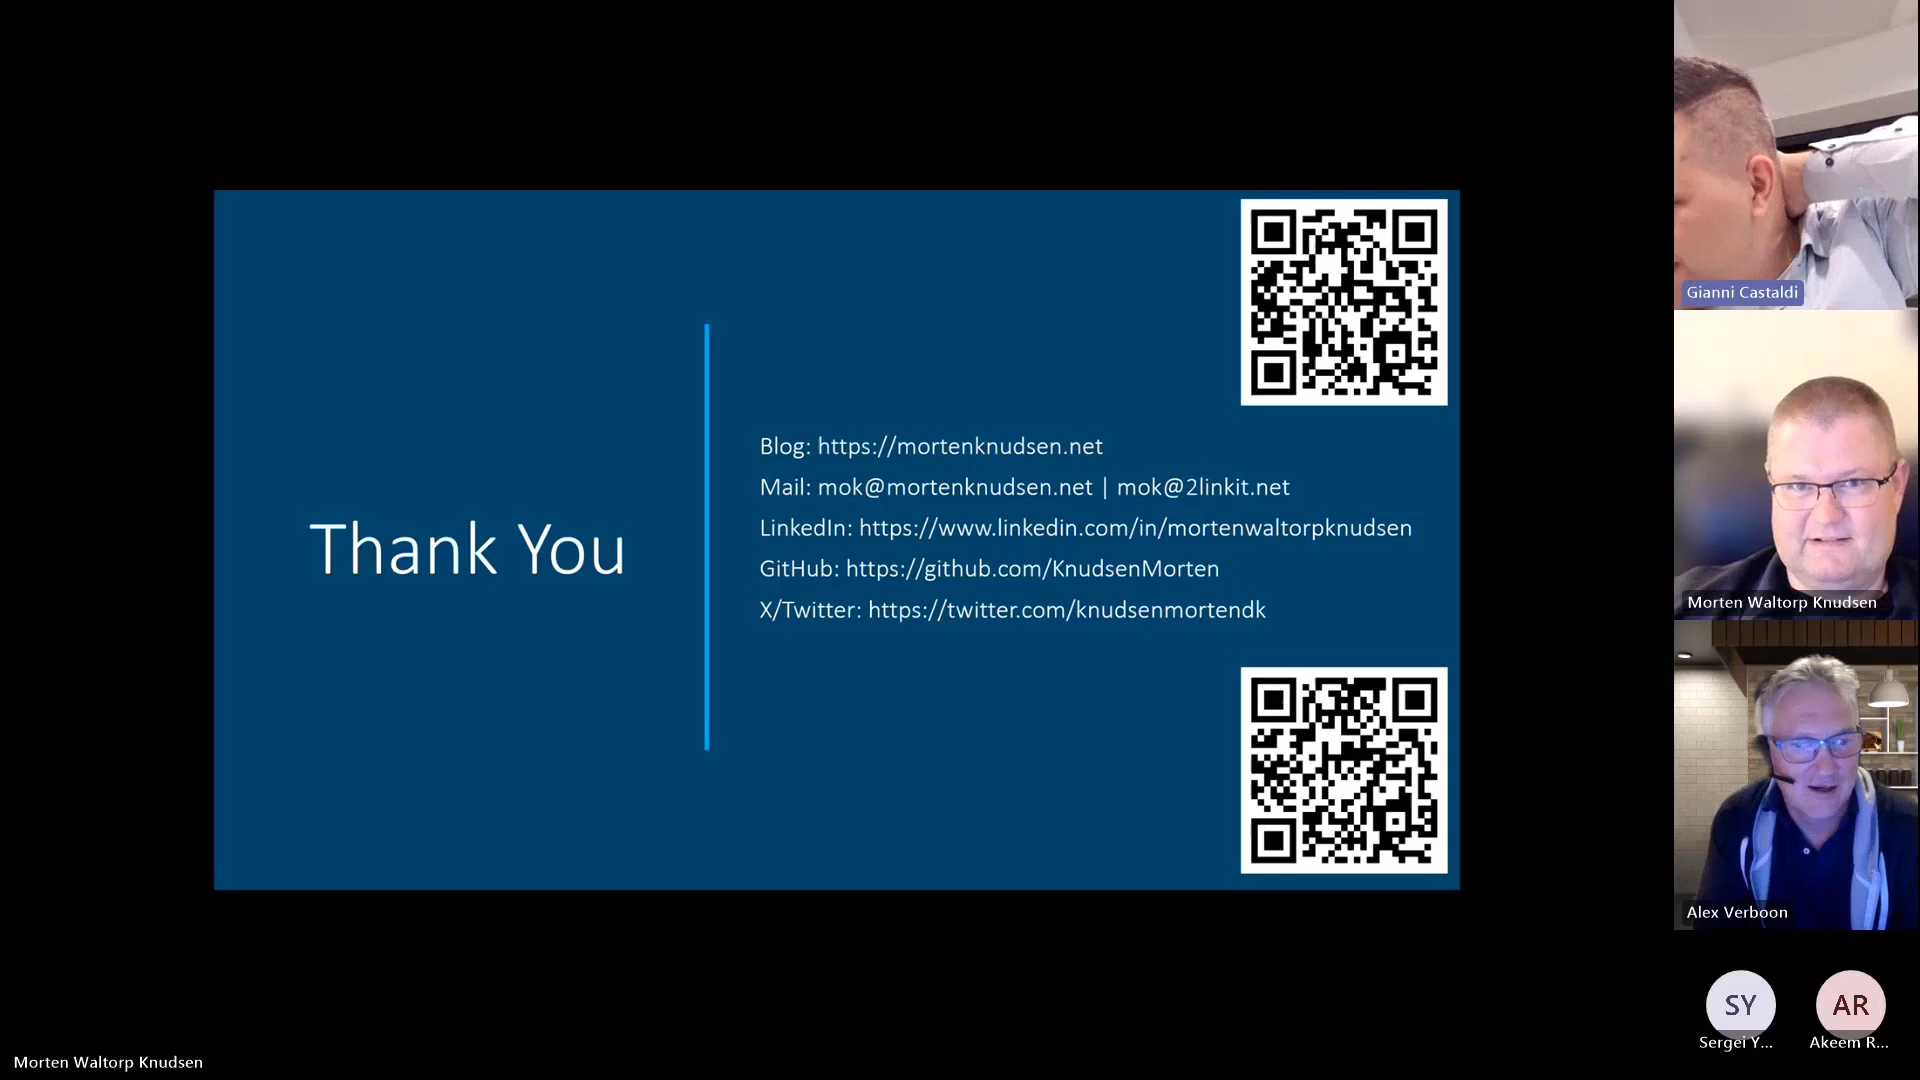 Thank You
Blog: https://mortenknudsen.net
Mail: mok@mortenknudsen.net | mok@2linkit.net
LinkedIn: https://www.linkedin.com/in/mortenwaltorpknudsen
GitHub: https://github.com/KnudsenMorten
X/Twitter: https://twitter.com/knudsenmortendk
Gianni Castaldi
Morten Waltorp Knudsen
Alex Verboon
SY
AR
Sergei Y...
Akeem R...
Morten Waltorp Knudsen